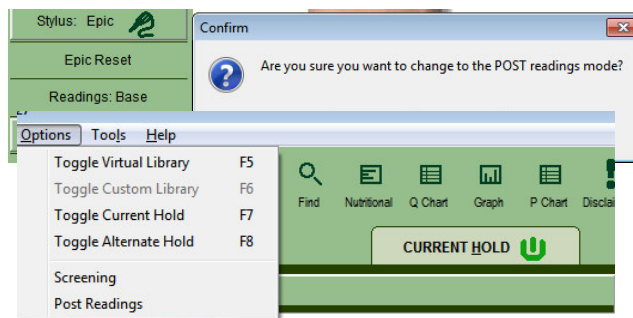 Stylus: Epic
Confirm
Epic Reset
Are you sure you want to change to the POST readings mode?
Readings: Base
Options Tools Help
Toggle Virtual Library F5
Toggle Custom Library F6
Toggle Current Hold F7
Toggle Alternate Hold F8
Screening
Post Readings
Find Nutritional Q Chart Graph P Chart
CURRENT HOLD